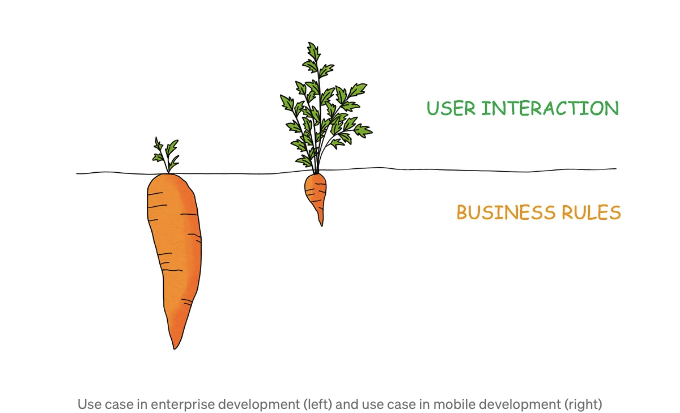 USER INTERACTION
BUSINESS RULES
Use case in enterprise development (left) and use case in mobile development (right)